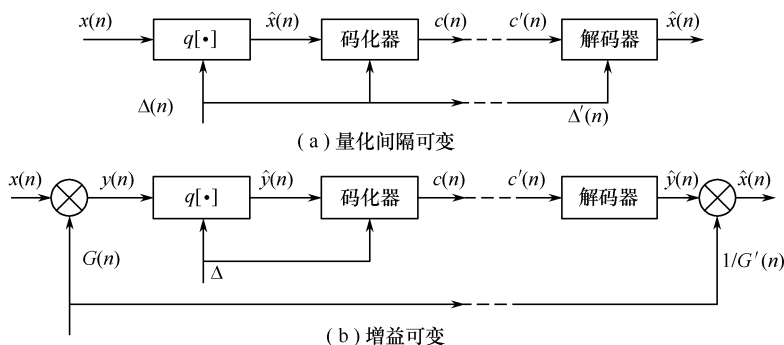 x(n)
q[•]
x̂(n)
码化器
c(n)
c′(n)
解码器
x̂(n)
Δ(n)
Δ′(n)
(a)量化间隔可变
x(n)
y(n)
q[•]
ŷ(n)
码化器
c(n)
c′(n)
解码器
ŷ(n)
x̂(n)
G(n)
Δ
1/G′(n)
(b)增益可变